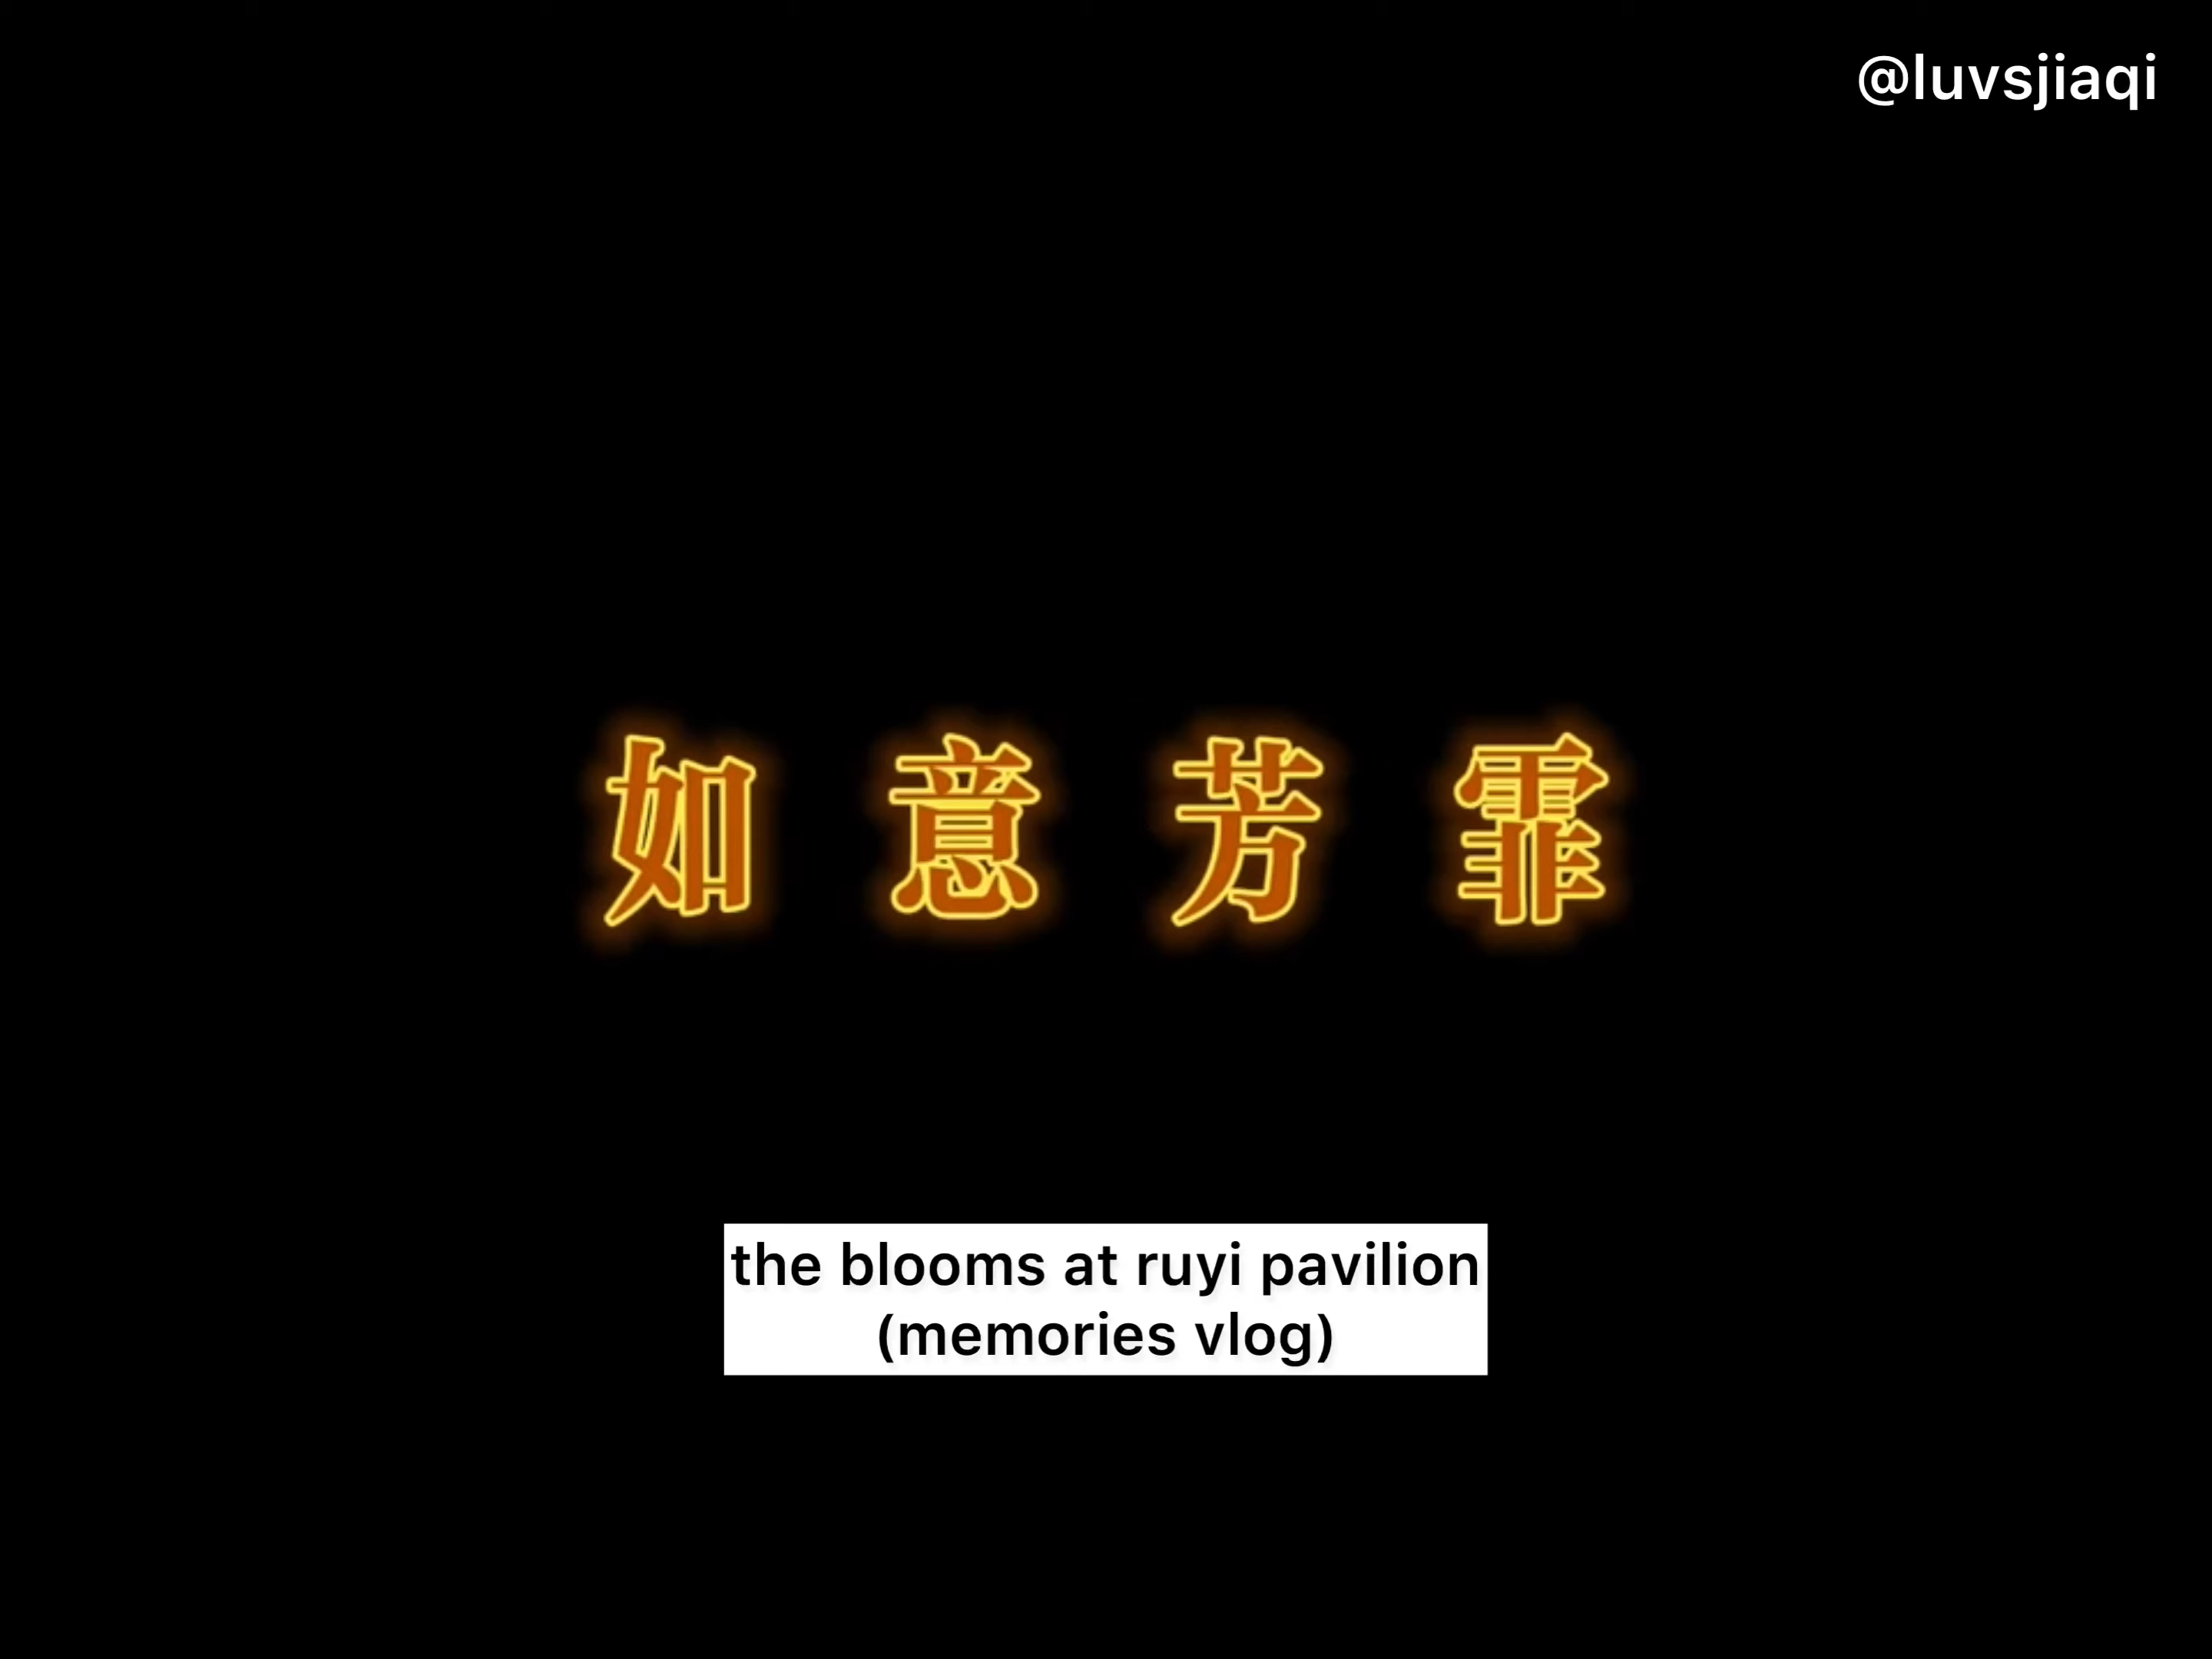 @luvsjiaqi
如意芳霏
the blooms at ruyi pavilion
(memories vlog)